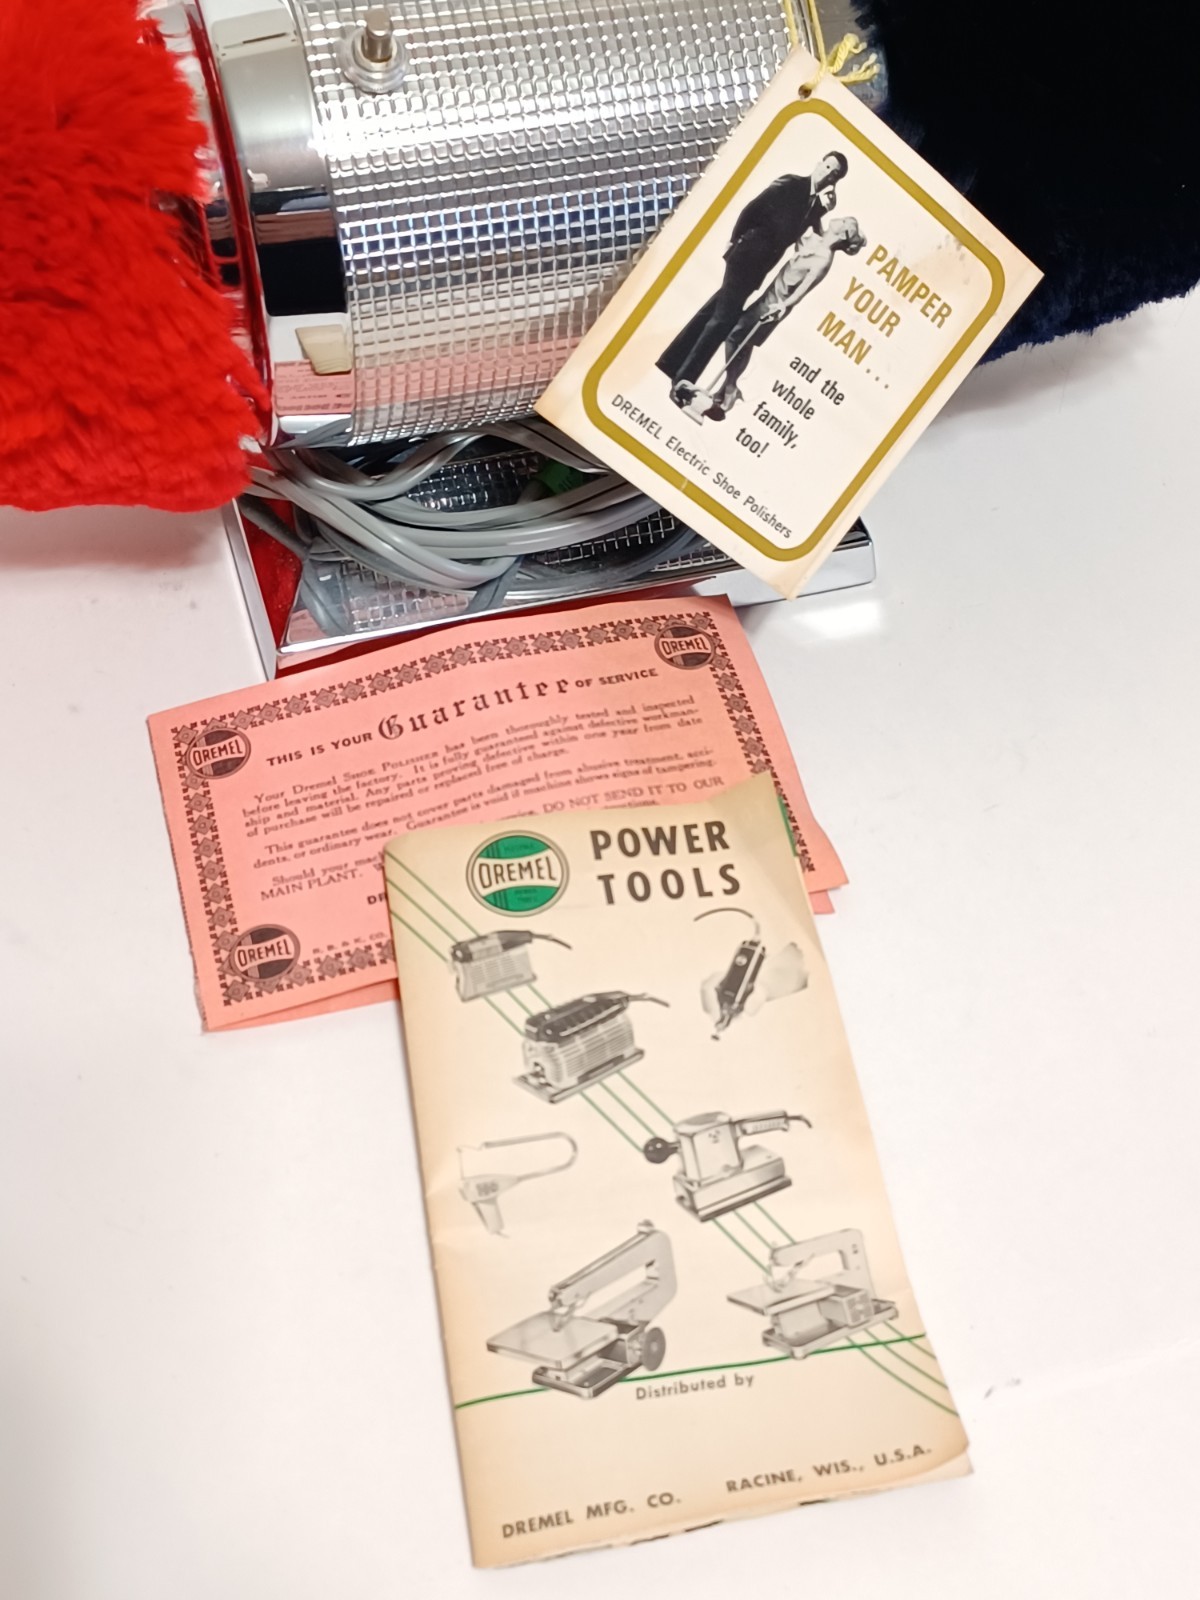 PAMPER
YOUR
MAN...
and the
whole
family,
too!
DREMEL Electric Shoe Polishers
DREMEL
DREMEL
THIS IS YOUR Guarantee OF SERVICE
Your Dremel Shoe Polisher has been thoroughly tested and inspected
before leaving the factory. It is fully guaranteed against defective workman-
ship and material. Any parts proving defective within one year from date
of purchase will be repaired or replaced free of charge.
This guarantee does not cover parts damaged from abusive treatment, acci-
dents, or ordinary wear. Guarantee is void if machine shows signs of tampering.
Should your DO NOT SEND IT TO OUR
MAIN PLANT.
DR
DREMEL
DREMEL
POWER
TOOLS
Distributed by
DREMEL MFG. CO. RACINE, WIS., U.S.A.